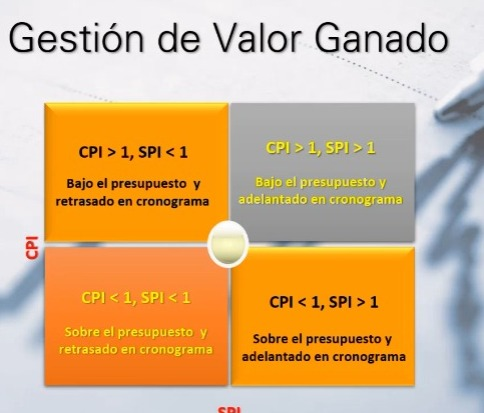 Gestión de Valor Ganado
CPI > 1, SPI < 1
Bajo el presupuesto y
retrasado en cronograma
CPI > 1, SPI > 1
Bajo el presupuesto y
adelantado en cronograma
CPI
CPI < 1, SPI < 1
Sobre el presupuesto y
retrasado en cronograma
CPI < 1, SPI > 1
Sobre el presupuesto y
adelantado en cronograma
SPI